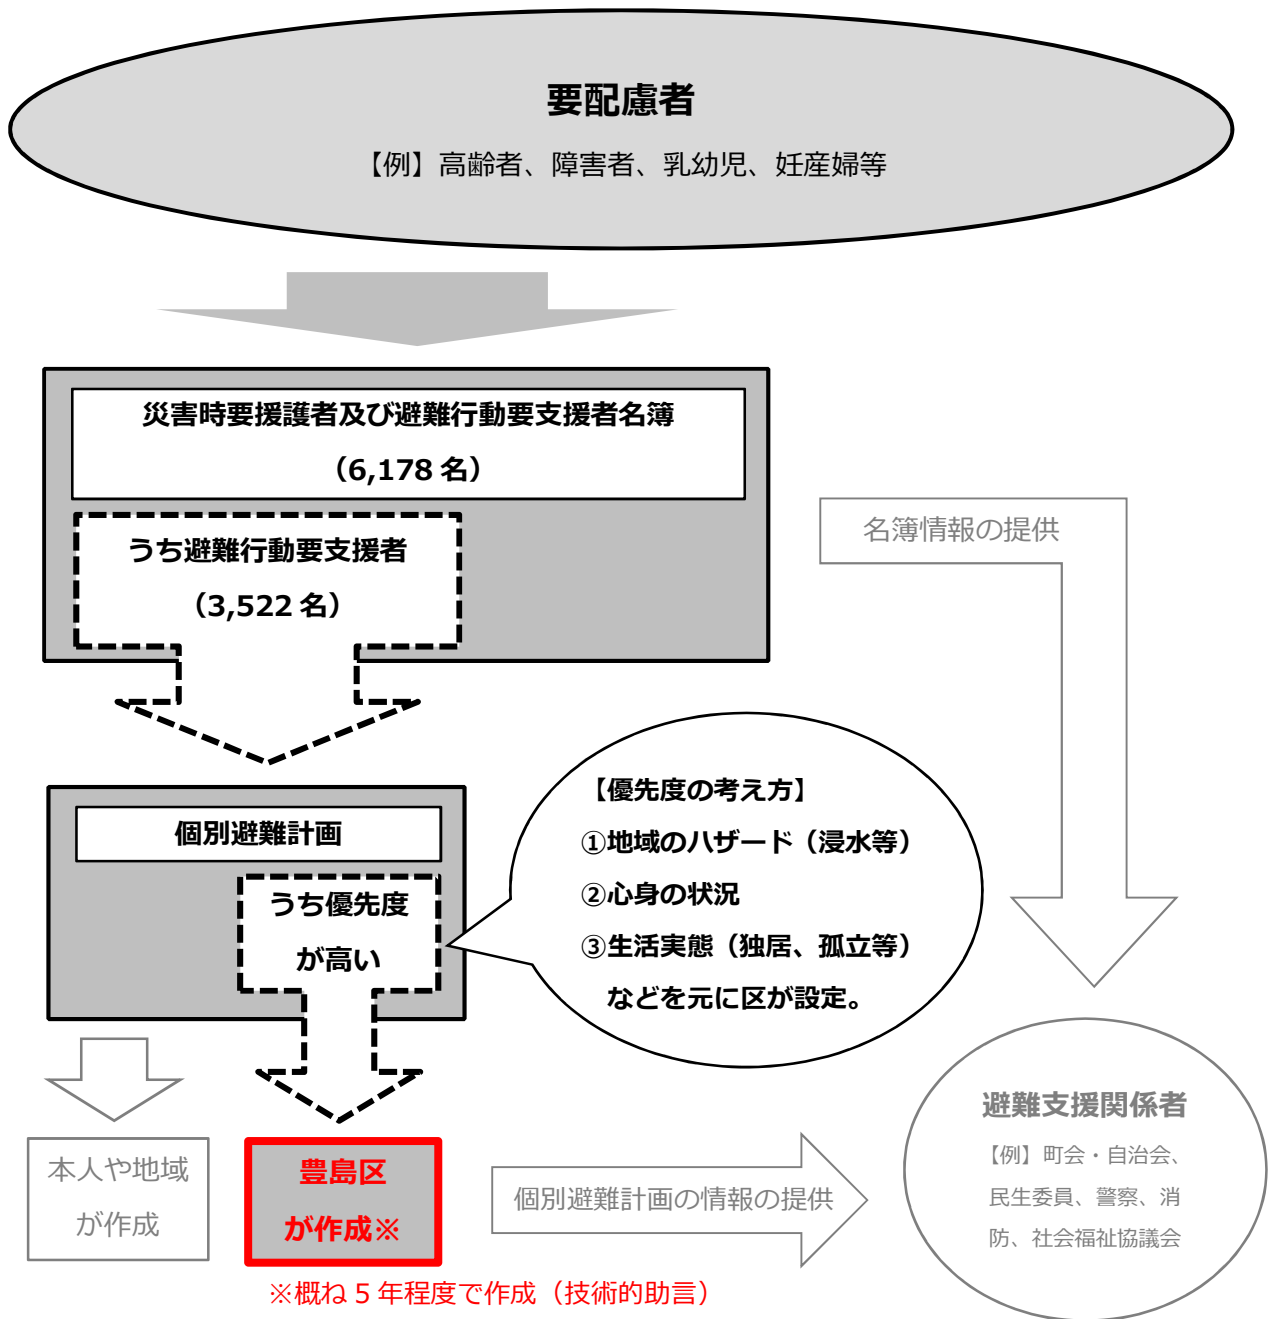 要配慮者
【例】高齢者、障害者、乳幼児、妊産婦等
災害時要援護者及び避難行動要支援者名簿
（6,178 名）
うち避難行動要支援者
（3,522 名）
名簿情報の提供
個別避難計画
うち優先度
が高い
【優先度の考え方】
①地域のハザード（浸水等）
②心身の状況
③生活実態（独居、孤立等）
などを元に区が設定。
本人や地域
が作成
豊島区
が作成※
※概ね 5 年程度で作成（技術的助言）
個別避難計画の情報の提供
避難支援関係者
【例】町会・自治会、
民生委員、警察、消
防、社会福祉協議会